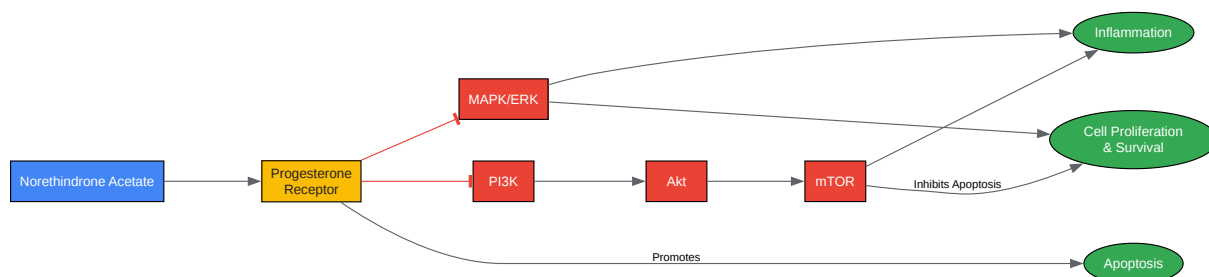 Inflammation
MAPK/ERK
Cell Proliferation
& Survival
Norethindrone Acetate
Progesterone
Receptor
PI3K
Akt
mTOR
Inhibits Apoptosis
Promotes
Apoptosis